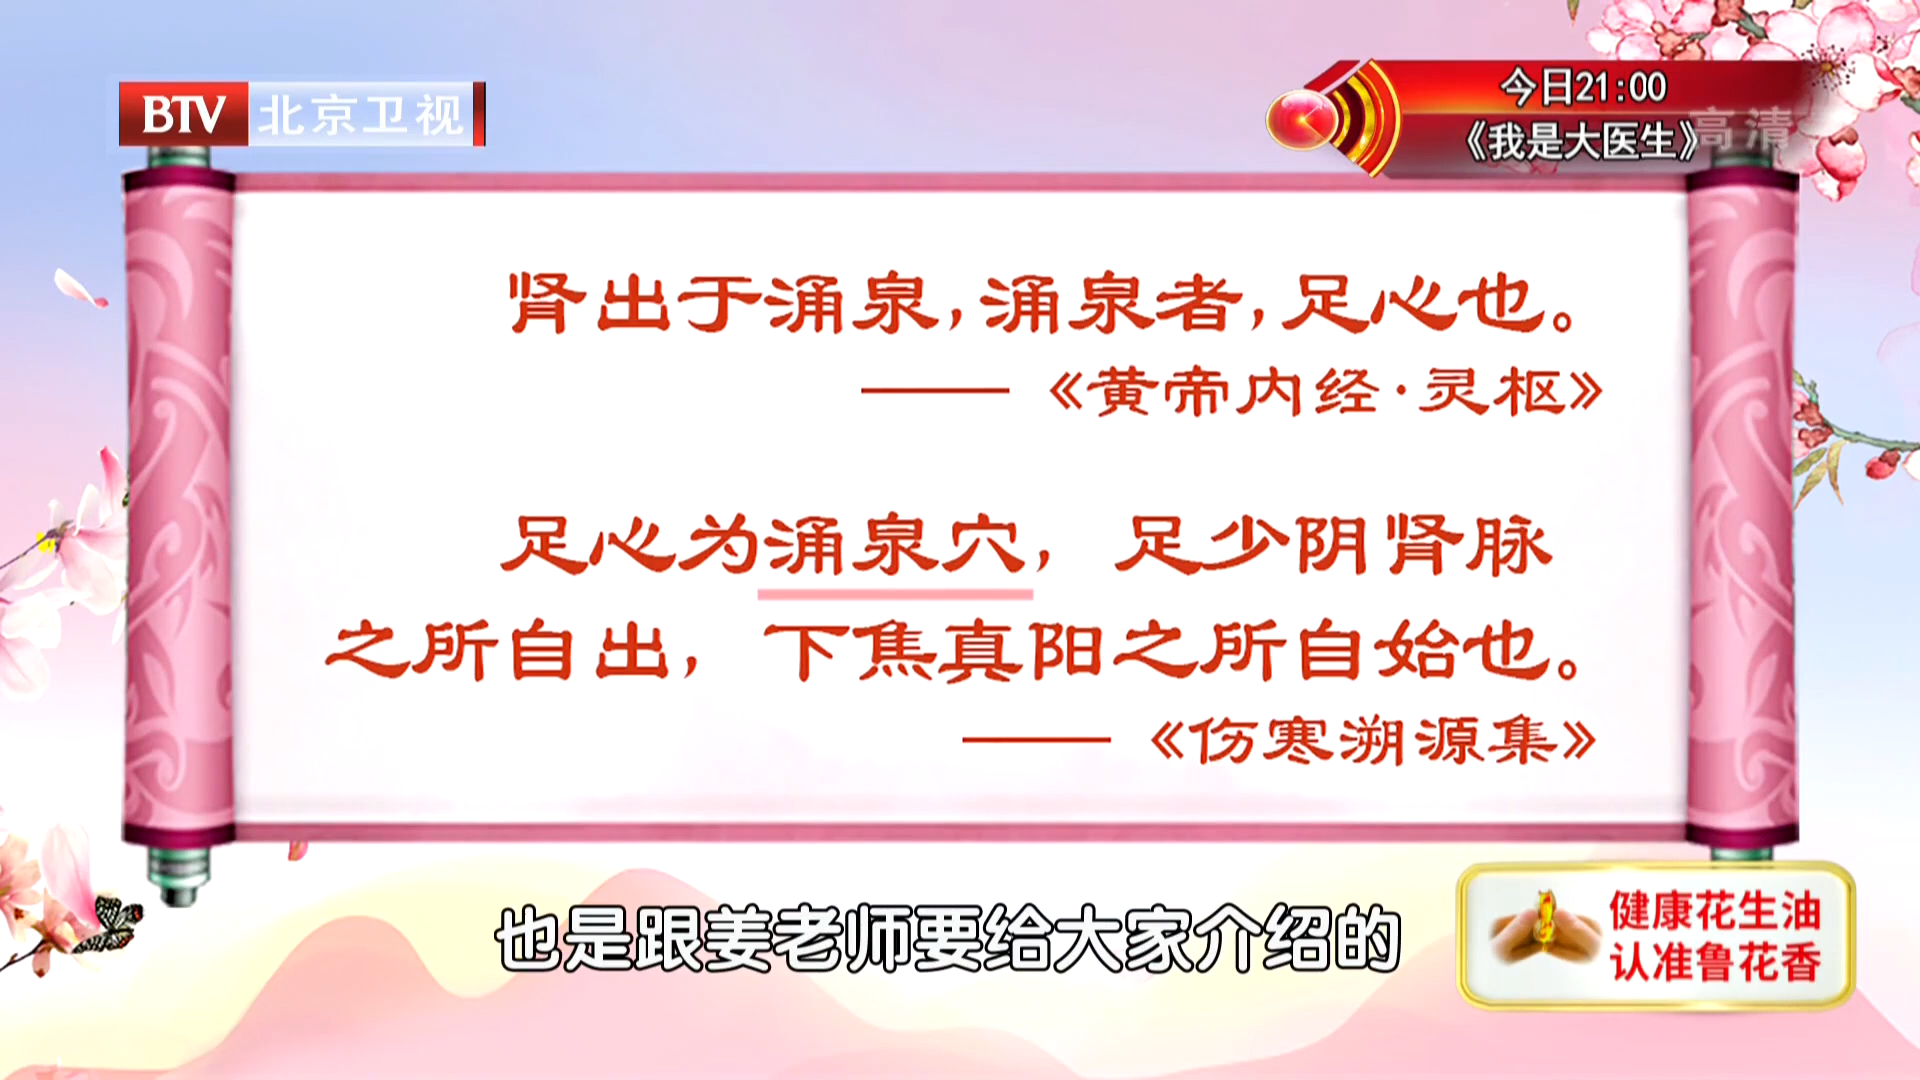 BTV 北京卫视
今日21:00
《我是大医生》
高清
肾出于涌泉，涌泉者，足心也。
——《黄帝内经·灵枢》
足心为涌泉穴，足少阴肾脉
之所自出，下焦真阳之所自始也。
——《伤寒溯源集》
也是跟姜老师要给大家介绍的
健康花生油
认准鲁花香